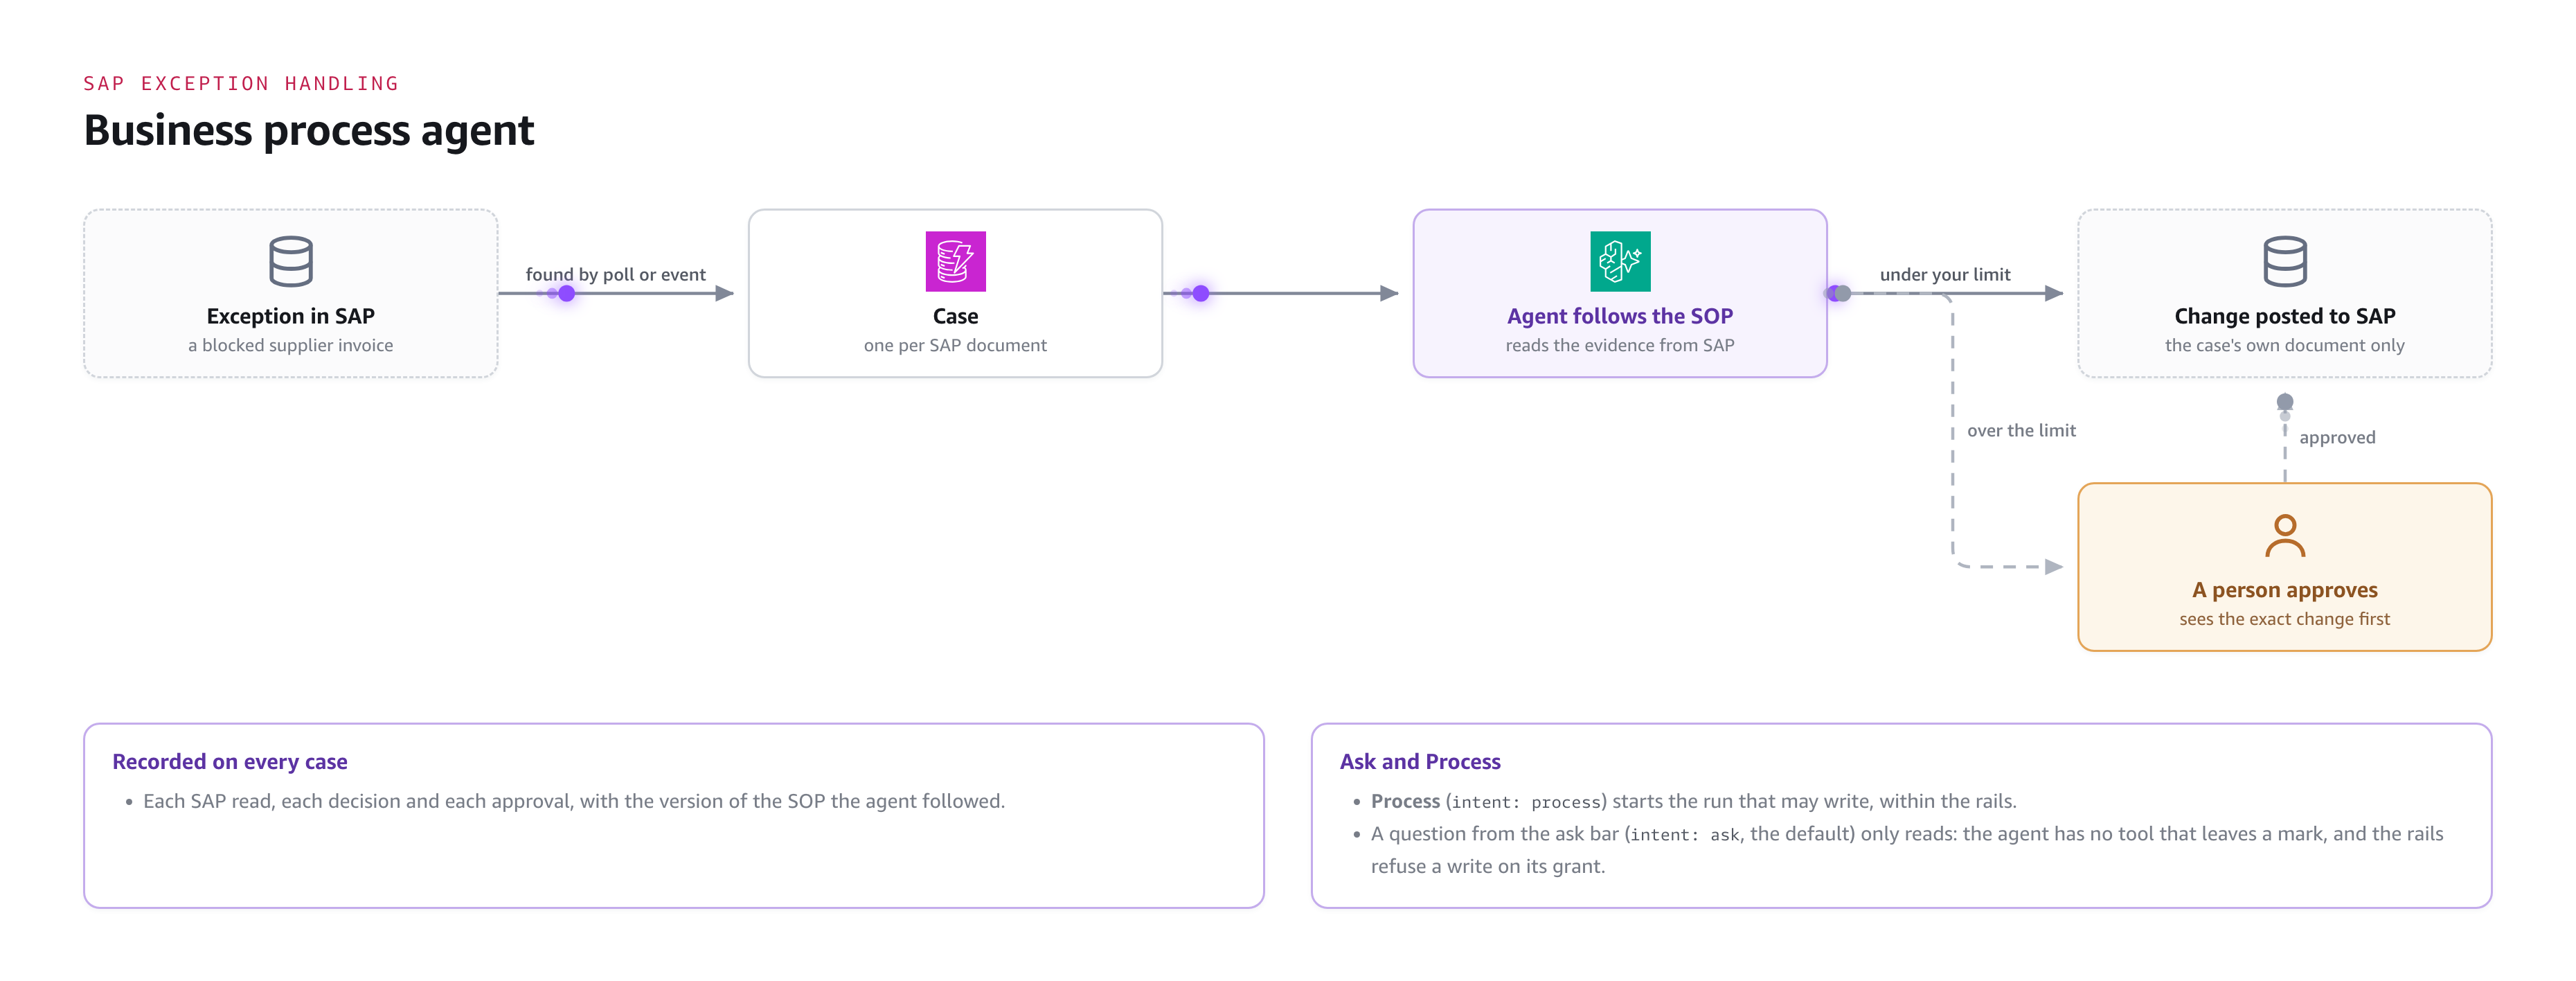 SAP EXCEPTION HANDLING
Business process agent
Exception in SAP
a blocked supplier invoice
found by poll or event
Case
one per SAP document
Agent follows the SOP
reads the evidence from SAP
under your limit
Change posted to SAP
the case's own document only
over the limit
approved
A person approves
sees the exact change first
Recorded on every case
• Each SAP read, each decision and each approval, with the version of the SOP the agent followed.
Ask and Process
• Process (intent: process) starts the run that may write, within the rails.
• A question from the ask bar (intent: ask, the default) only reads: the agent has no tool that leaves a mark, and the rails
refuse a write on its grant.